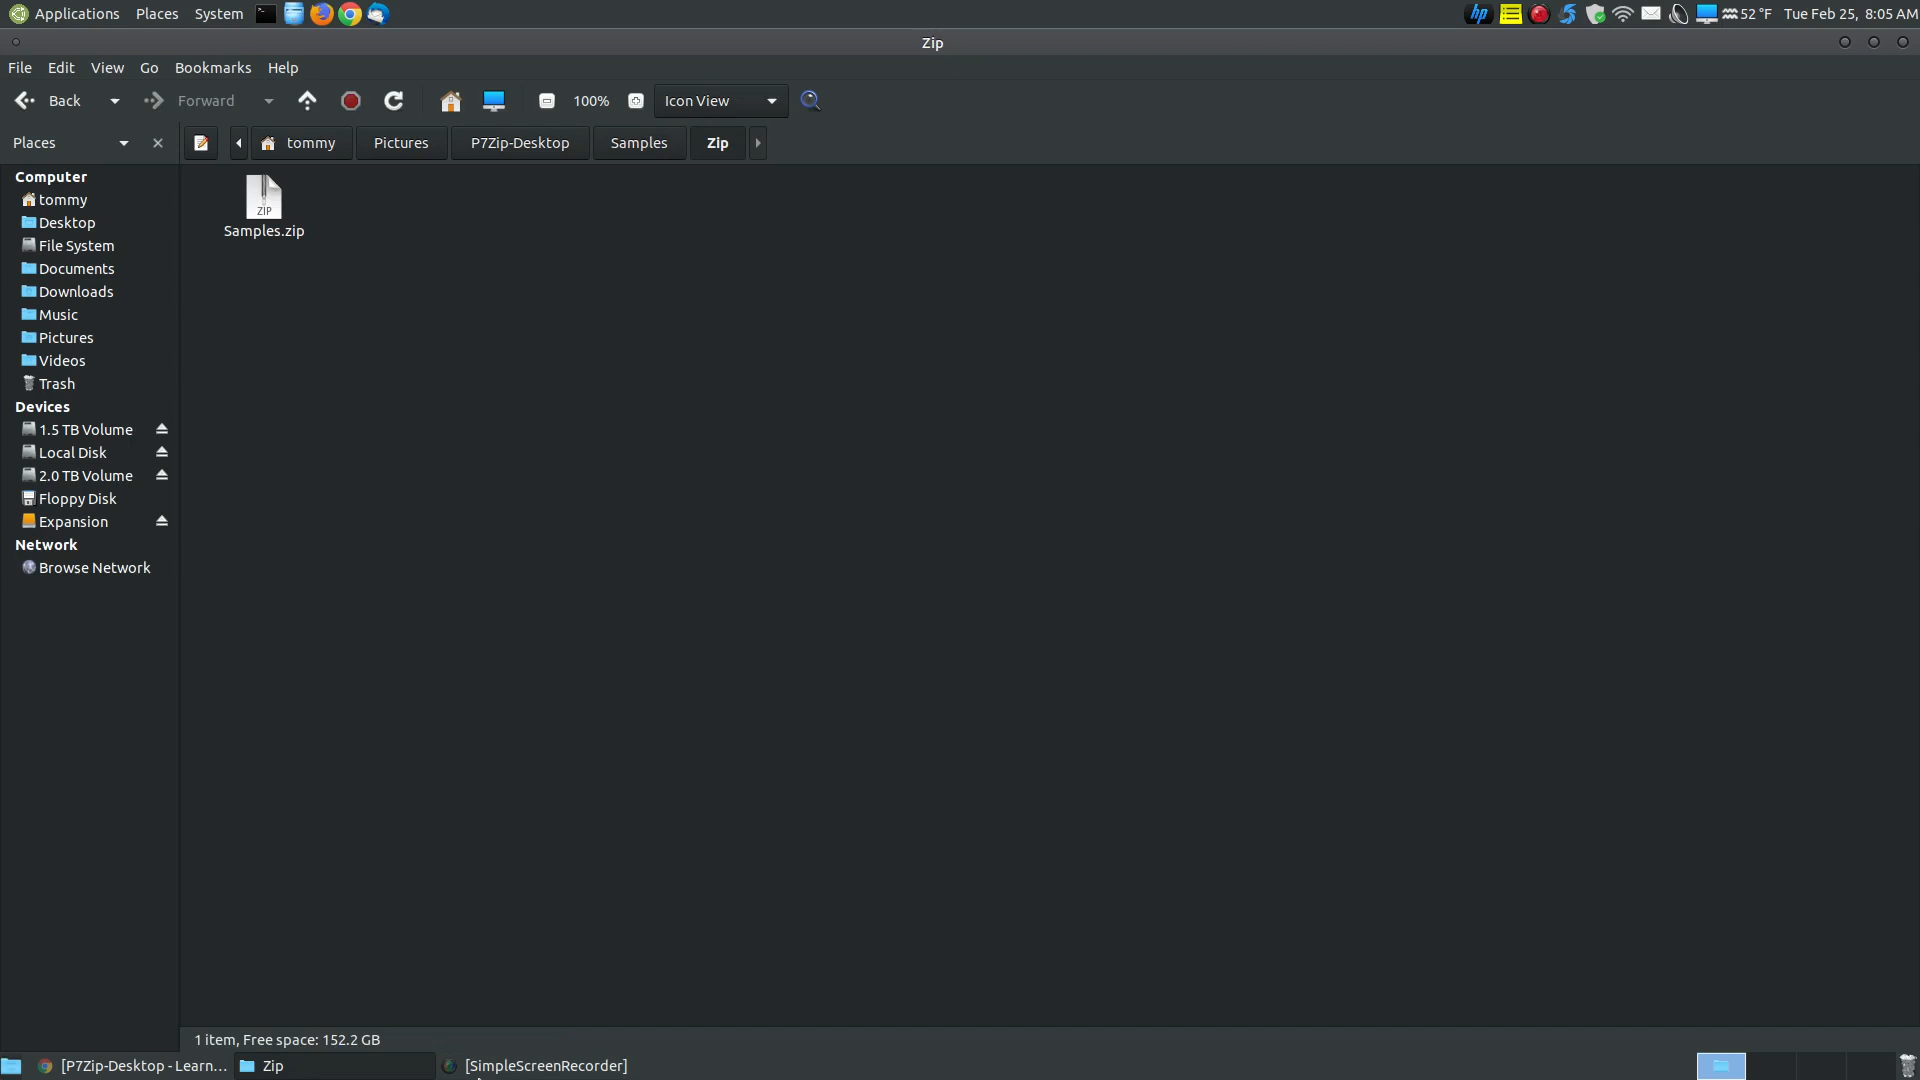 Applications Places System 52 °F Tue Feb 25, 8:05 AM
Zip
File Edit View Go Bookmarks Help
Back Forward 100% Icon View
Places tommy Pictures P7Zip-Desktop Samples Zip
Computer
tommy
Desktop
File System
Documents
Downloads
Music
Pictures
Videos
Trash
Devices
1.5 TB Volume
Local Disk
2.0 TB Volume
Floppy Disk
Expansion
Network
Browse Network
ZIP
Samples.zip
1 item, Free space: 152.2 GB
[P7Zip-Desktop - Learn... Zip [SimpleScreenRecorder]
hp